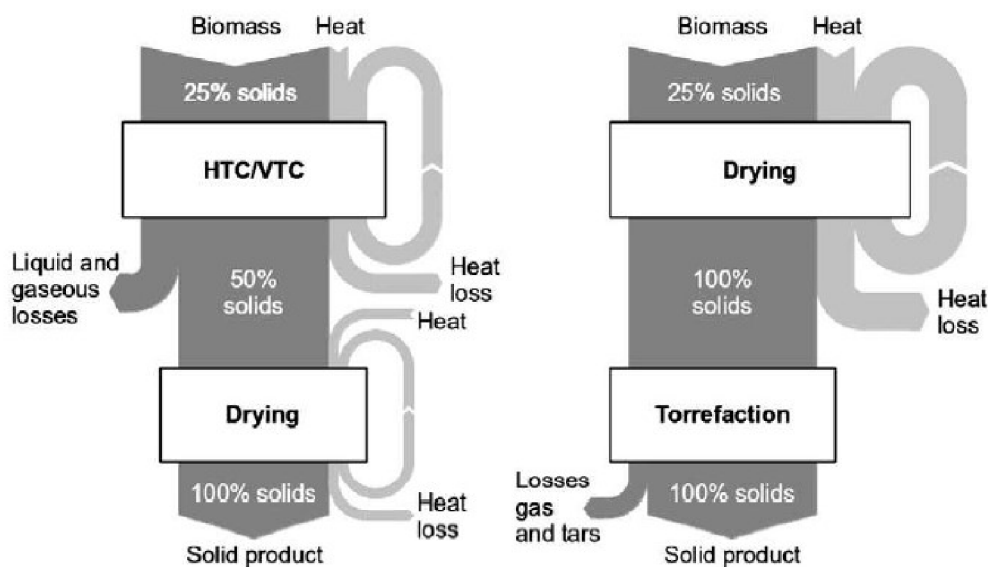 Biomass
Heat
25% solids
HTC/VTC
Liquid and
gaseous
losses
50%
solids
Heat
loss
Heat
Drying
100% solids
Heat
loss
Solid product
Biomass
Heat
25% solids
Drying
100%
solids
Heat
loss
Torrefaction
Losses
gas
and tars
100% solids
Solid product